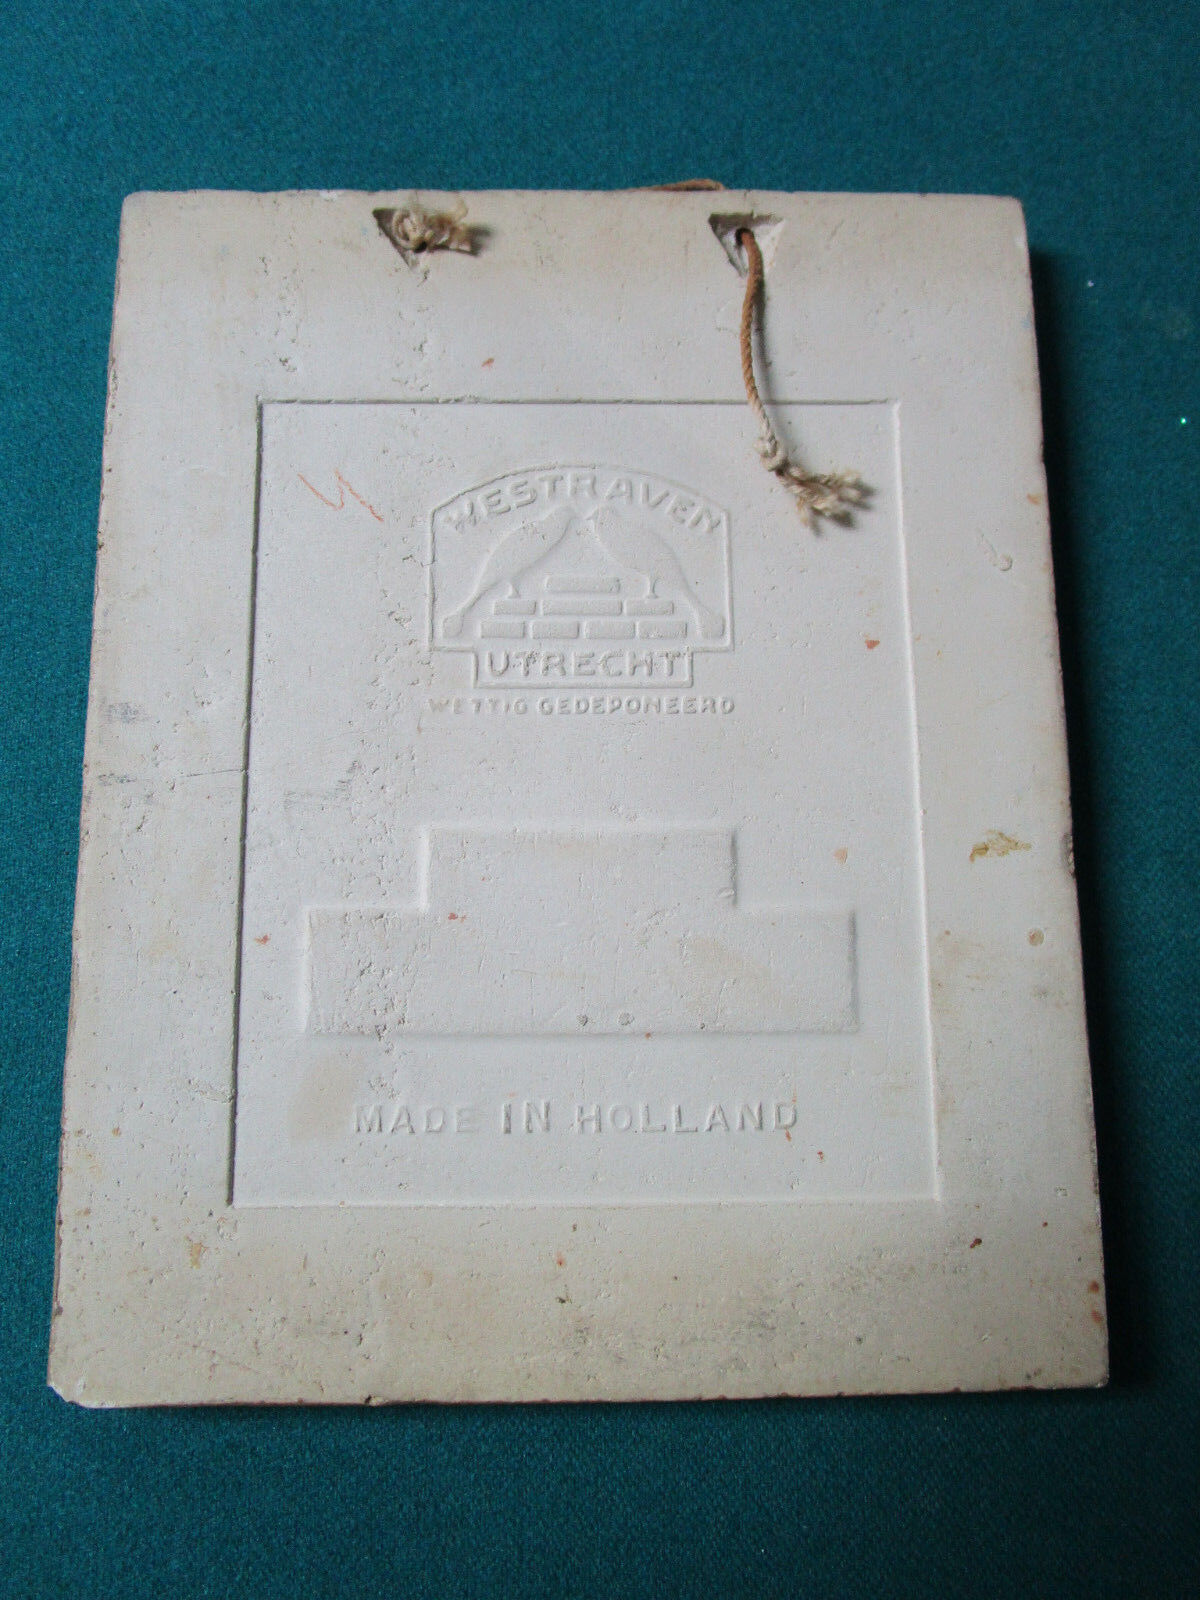 WESTRAVEN
UTRECHT
WETTIG GEDEPONEERD
MADE IN HOLLAND